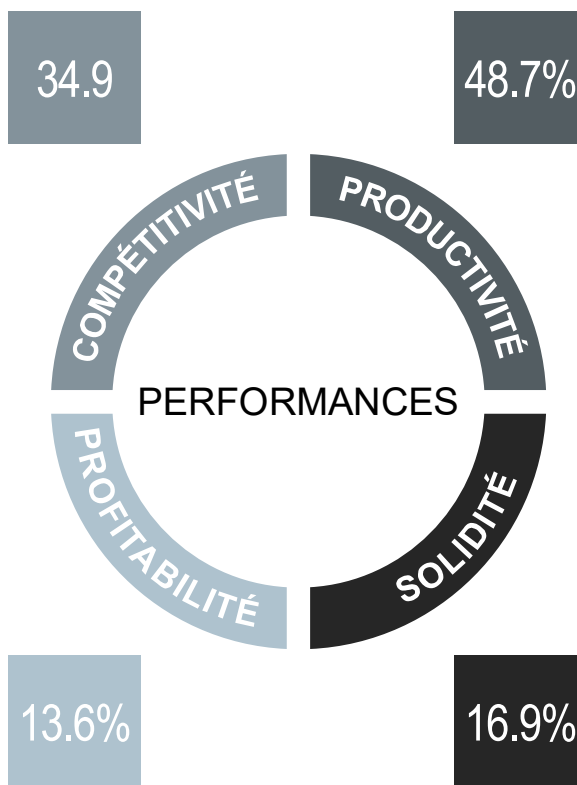 34.9
48.7%
COMPÉTITIVITÉ
PRODUCTIVITÉ
PERFORMANCES
PROFITABILITÉ
SOLIDITÉ
13.6%
16.9%